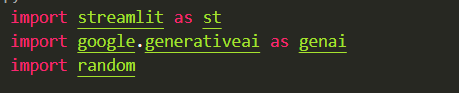 import streamlit as st
import google.generativeai as genai
import random